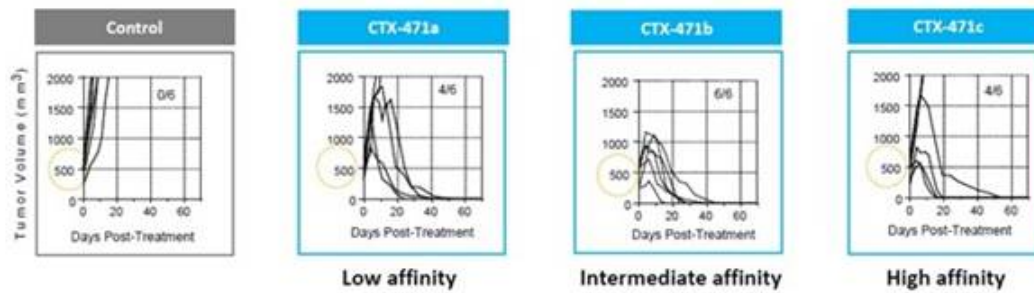 Control
CTX-471a
CTX-471b
CTX-471c
Tumor Volume (mm³)
2000
1500
1000
500
0
0/6
0 20 40 60
Days Post-Treatment
2000
1500
1000
500
0
4/6
0 20 40 60
Days Post-Treatment
2000
1500
1000
500
0
6/6
0 20 40 60
Days Post-Treatment
2000
1500
1000
500
0
4/6
0 20 40 60
Days Post-Treatment
Low affinity
Intermediate affinity
High affinity